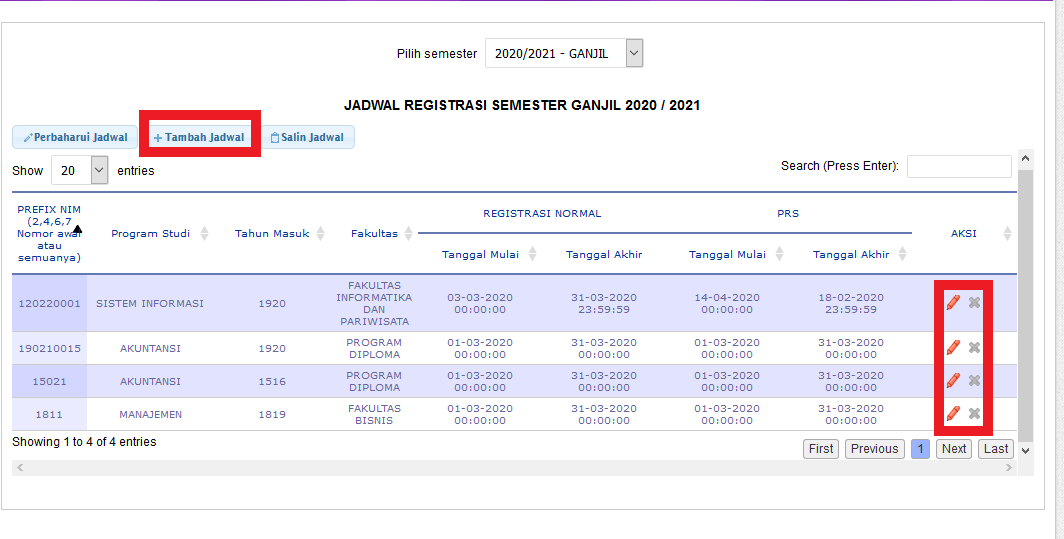 Pilih semester 2020/2021 - GANJIL
JADWAL REGISTRASI SEMESTER GANJIL 2020 / 2021
Perbaharui Jadwal + Tambah Jadwal Salin Jadwal
Show 20 entries Search (Press Enter):
PREFIX NIM
(2,4,6,7
Nomor awal
atau
semuanya)
Program Studi
Tahun Masuk
Fakultas
REGISTRASI NORMAL
PRS
Tanggal Mulai
Tanggal Akhir
Tanggal Mulai
Tanggal Akhir
AKSI
120220001
SISTEM INFORMASI
1920
FAKULTAS
INFORMATIKA
DAN
PARIWISATA
03-03-2020
00:00:00
31-03-2020
23:59:59
14-04-2020
00:00:00
18-02-2020
23:59:59
190210015
AKUNTANSI
1920
PROGRAM
DIPLOMA
01-03-2020
00:00:00
31-03-2020
00:00:00
01-03-2020
00:00:00
31-03-2020
00:00:00
15021
AKUNTANSI
1516
PROGRAM
DIPLOMA
01-03-2020
00:00:00
31-03-2020
00:00:00
01-03-2020
00:00:00
31-03-2020
00:00:00
1811
MANAJEMEN
1819
FAKULTAS
BISNIS
01-03-2020
00:00:00
31-03-2020
00:00:00
01-03-2020
00:00:00
31-03-2020
00:00:00
Showing 1 to 4 of 4 entries
First Previous 1 Next Last